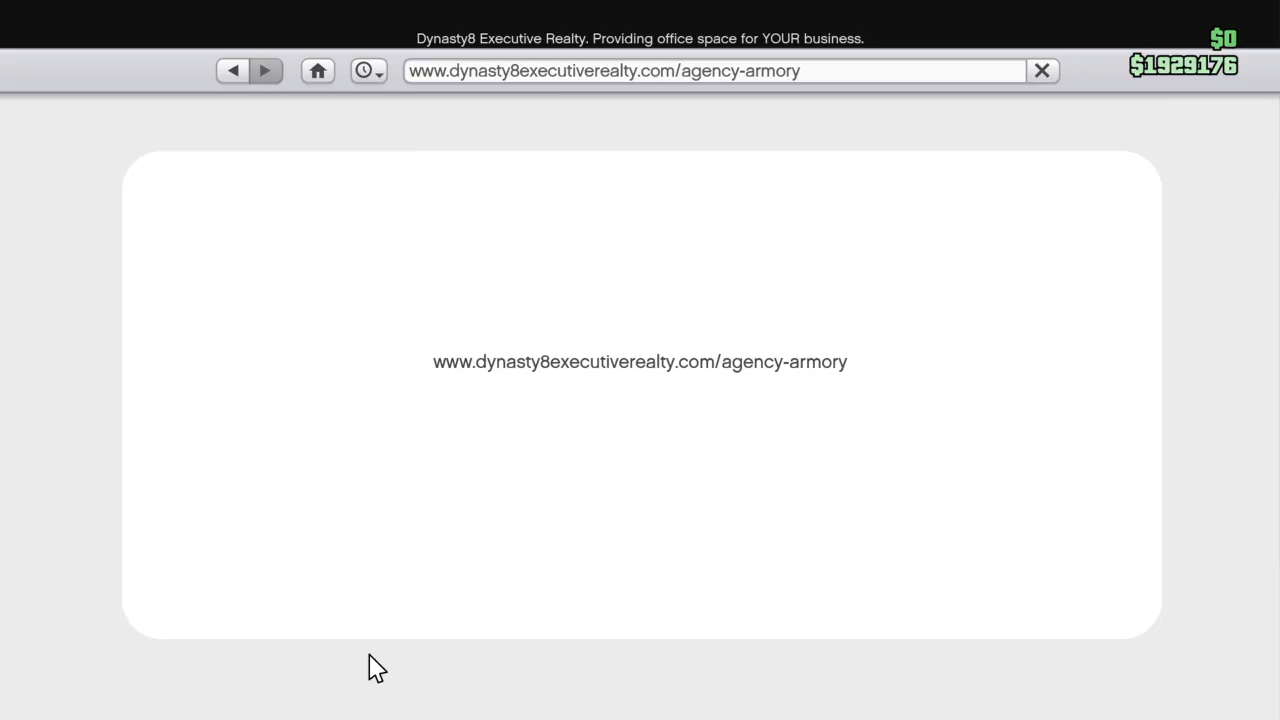 Dynasty8 Executive Realty. Providing office space for YOUR business.
$0
www.dynasty8executiverealty.com/agency-armory
$1929176
www.dynasty8executiverealty.com/agency-armory